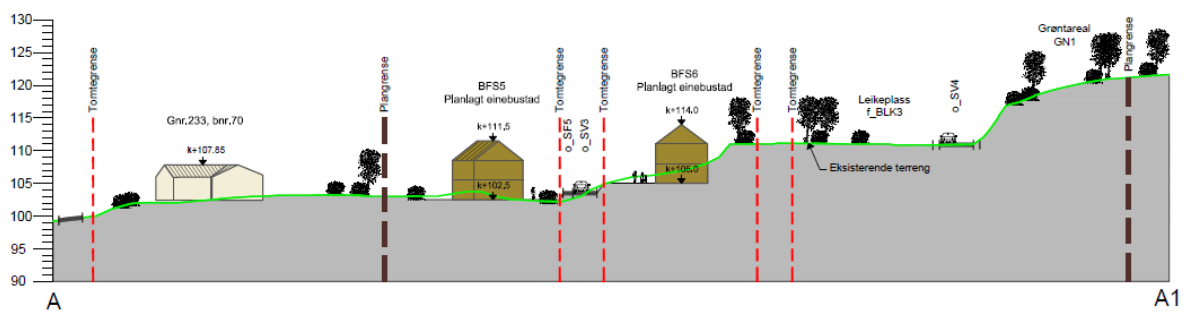 130
125
120
115
110
105
100
95
90
Tomtegrense
Gnr.233, bnr.70
k+107.85
Plangrense
BFS5
Planlagt einebustad
k+111,5
k+102,5
Tomtegrense
o_SF5
o_SV3
Tomtegrense
BFS6
Planlagt einebustad
k+114.0
k+105.0
Tomtegrense
Tomtegrense
Leikeplass
f_BLK3
Eksisterende terreng
o_SV4
Grøntareal
GN1
Plangrense
A
A1